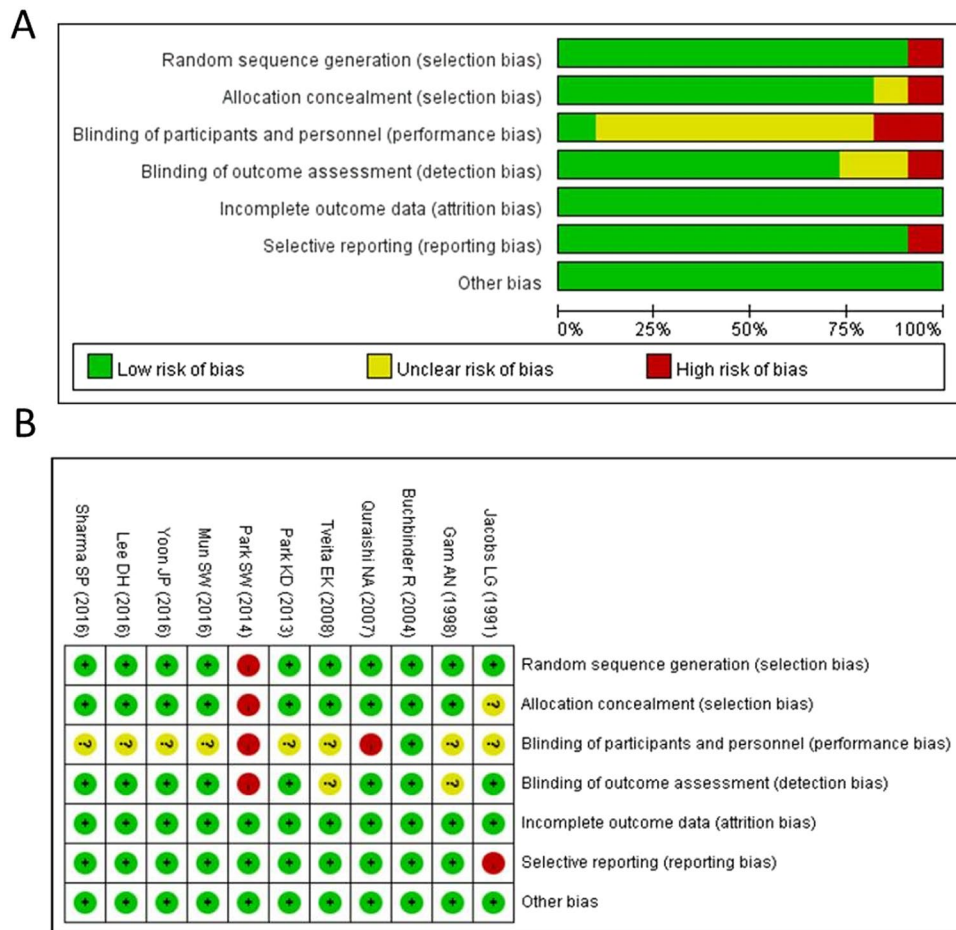 A
Random sequence generation (selection bias)
Allocation concealment (selection bias)
Blinding of participants and personnel (performance bias)
Blinding of outcome assessment (detection bias)
Incomplete outcome data (attrition bias)
Selective reporting (reporting bias)
Other bias
0% 25% 50% 75% 100%
Low risk of bias Unclear risk of bias High risk of bias
B
Sharma SP (2016)
Lee DH (2016)
Yoon JP (2016)
Mun SW (2016)
Park SW (2014)
Park KD (2013)
Tveita EK (2008)
Quraishi NA (2007)
Buchbinder R (2004)
Gam AN (1998)
Jacobs LG (1991)
+ + + + - + + + + + + Random sequence generation (selection bias)
+ + + + - + + + + + ? Allocation concealment (selection bias)
? ? ? ? - ? ? - + ? ? Blinding of participants and personnel (performance bias)
+ + + + - + ? + + ? + Blinding of outcome assessment (detection bias)
+ + + + + + + + + + + Incomplete outcome data (attrition bias)
+ + + + + + + + + + - Selective reporting (reporting bias)
+ + + + + + + + + + + Other bias